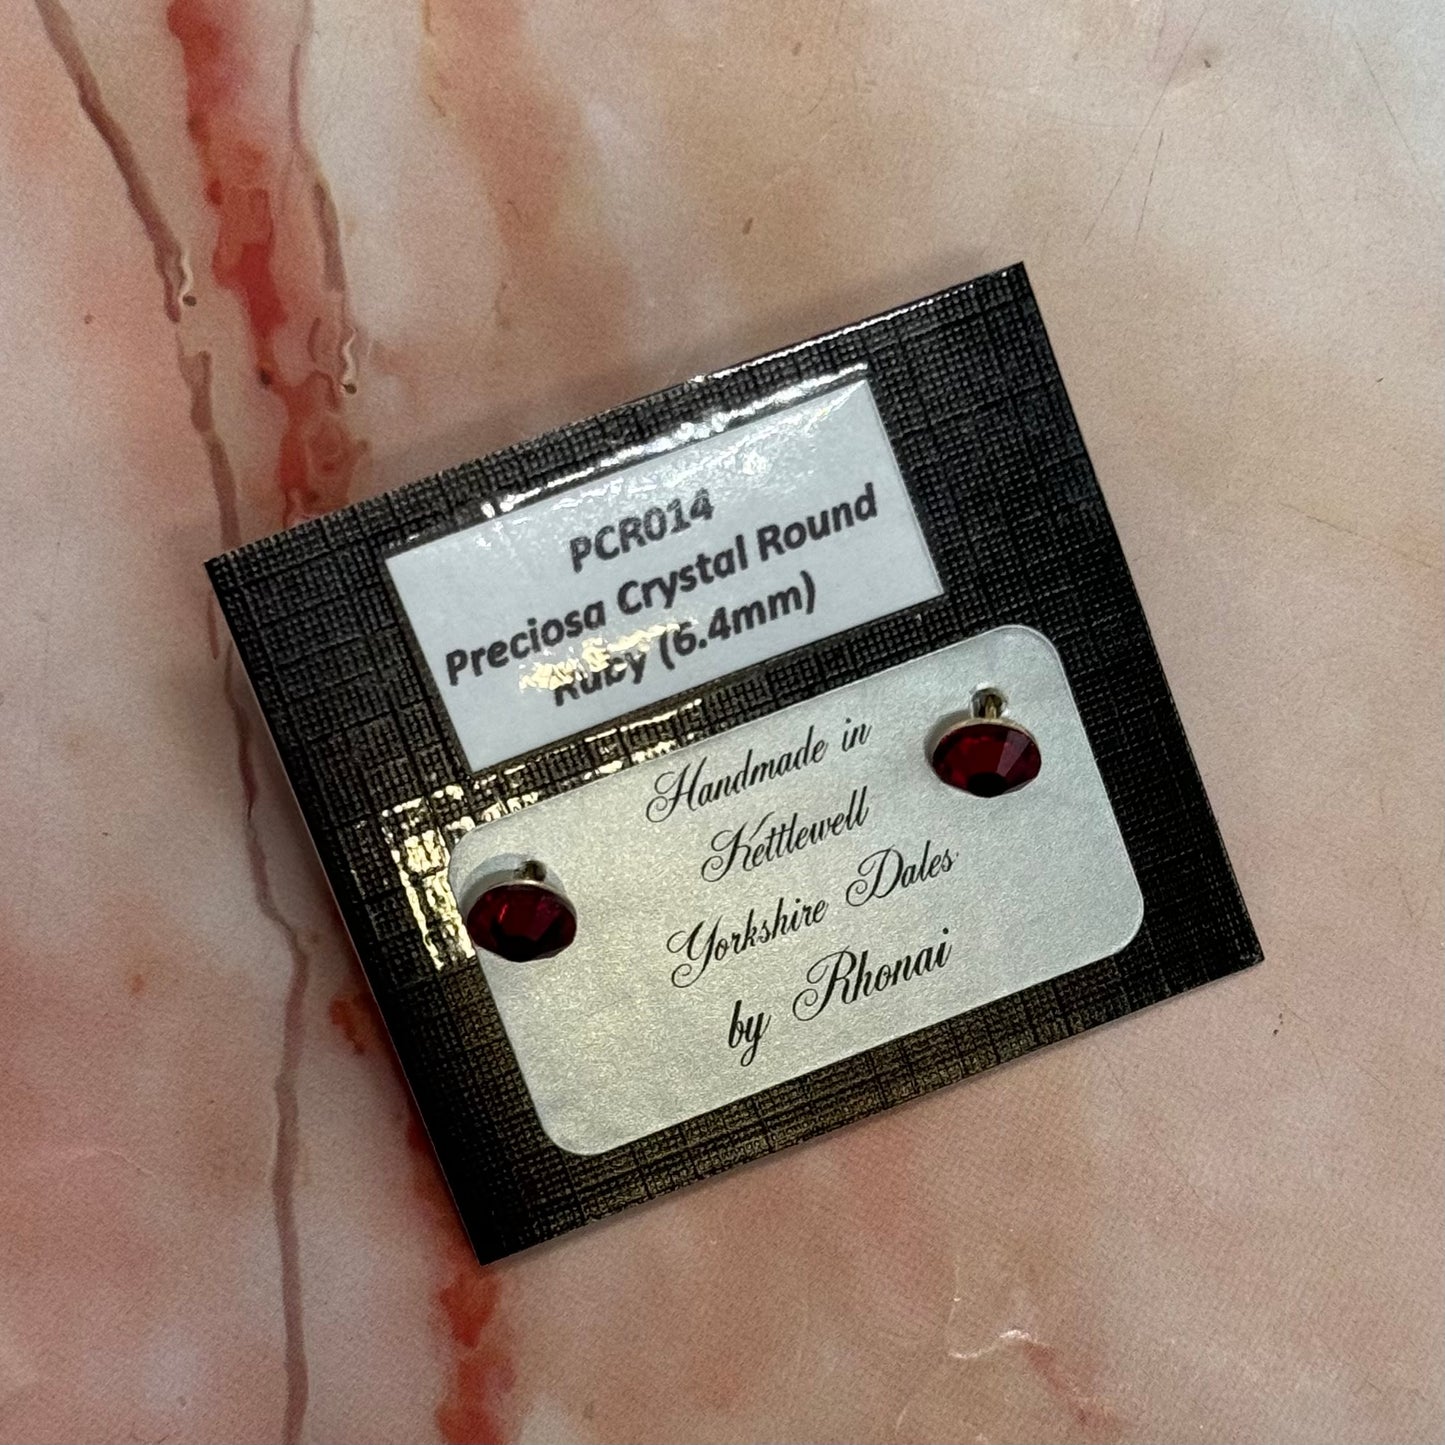 PCR014
Preciosa Crystal Round
Ruby (6.4mm)
Handmade in
Kettlewell
Yorkshire Dales
by Rhonai